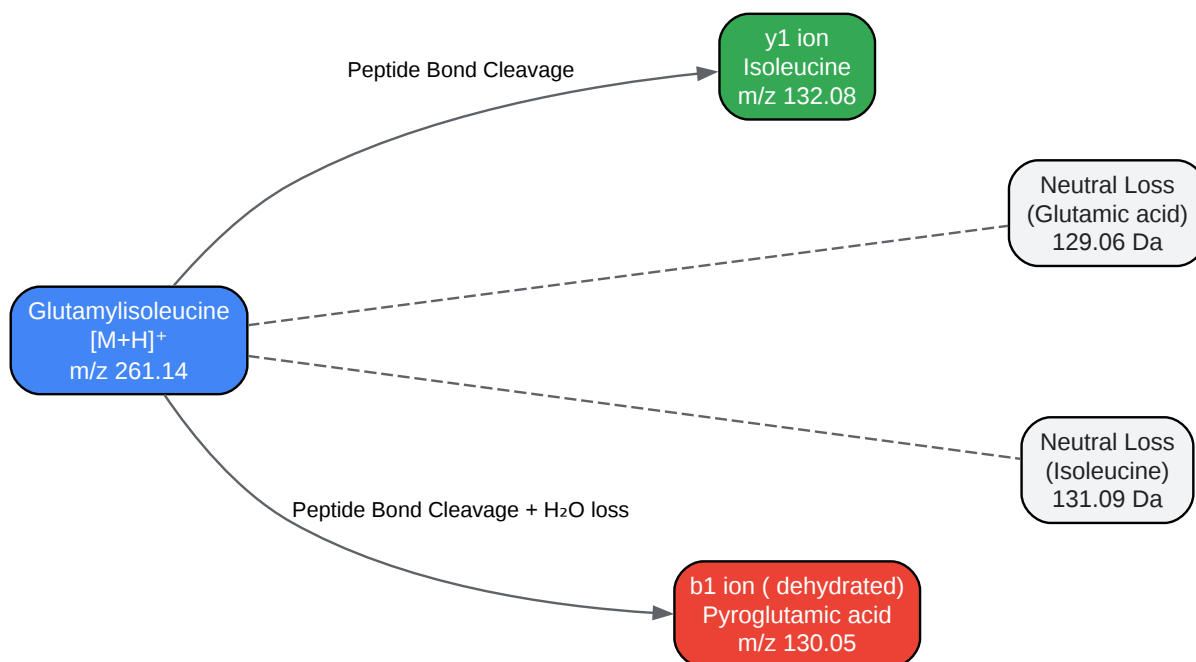 y1 ion
Isoleucine
m/z 132.08
Peptide Bond Cleavage
Neutral Loss
(Glutamic acid)
129.06 Da
Glutamylisoleucine
[M+H]⁺
m/z 261.14
Neutral Loss
(Isoleucine)
131.09 Da
Peptide Bond Cleavage + H₂O loss
b1 ion ( dehydrated)
Pyroglutamic acid
m/z 130.05